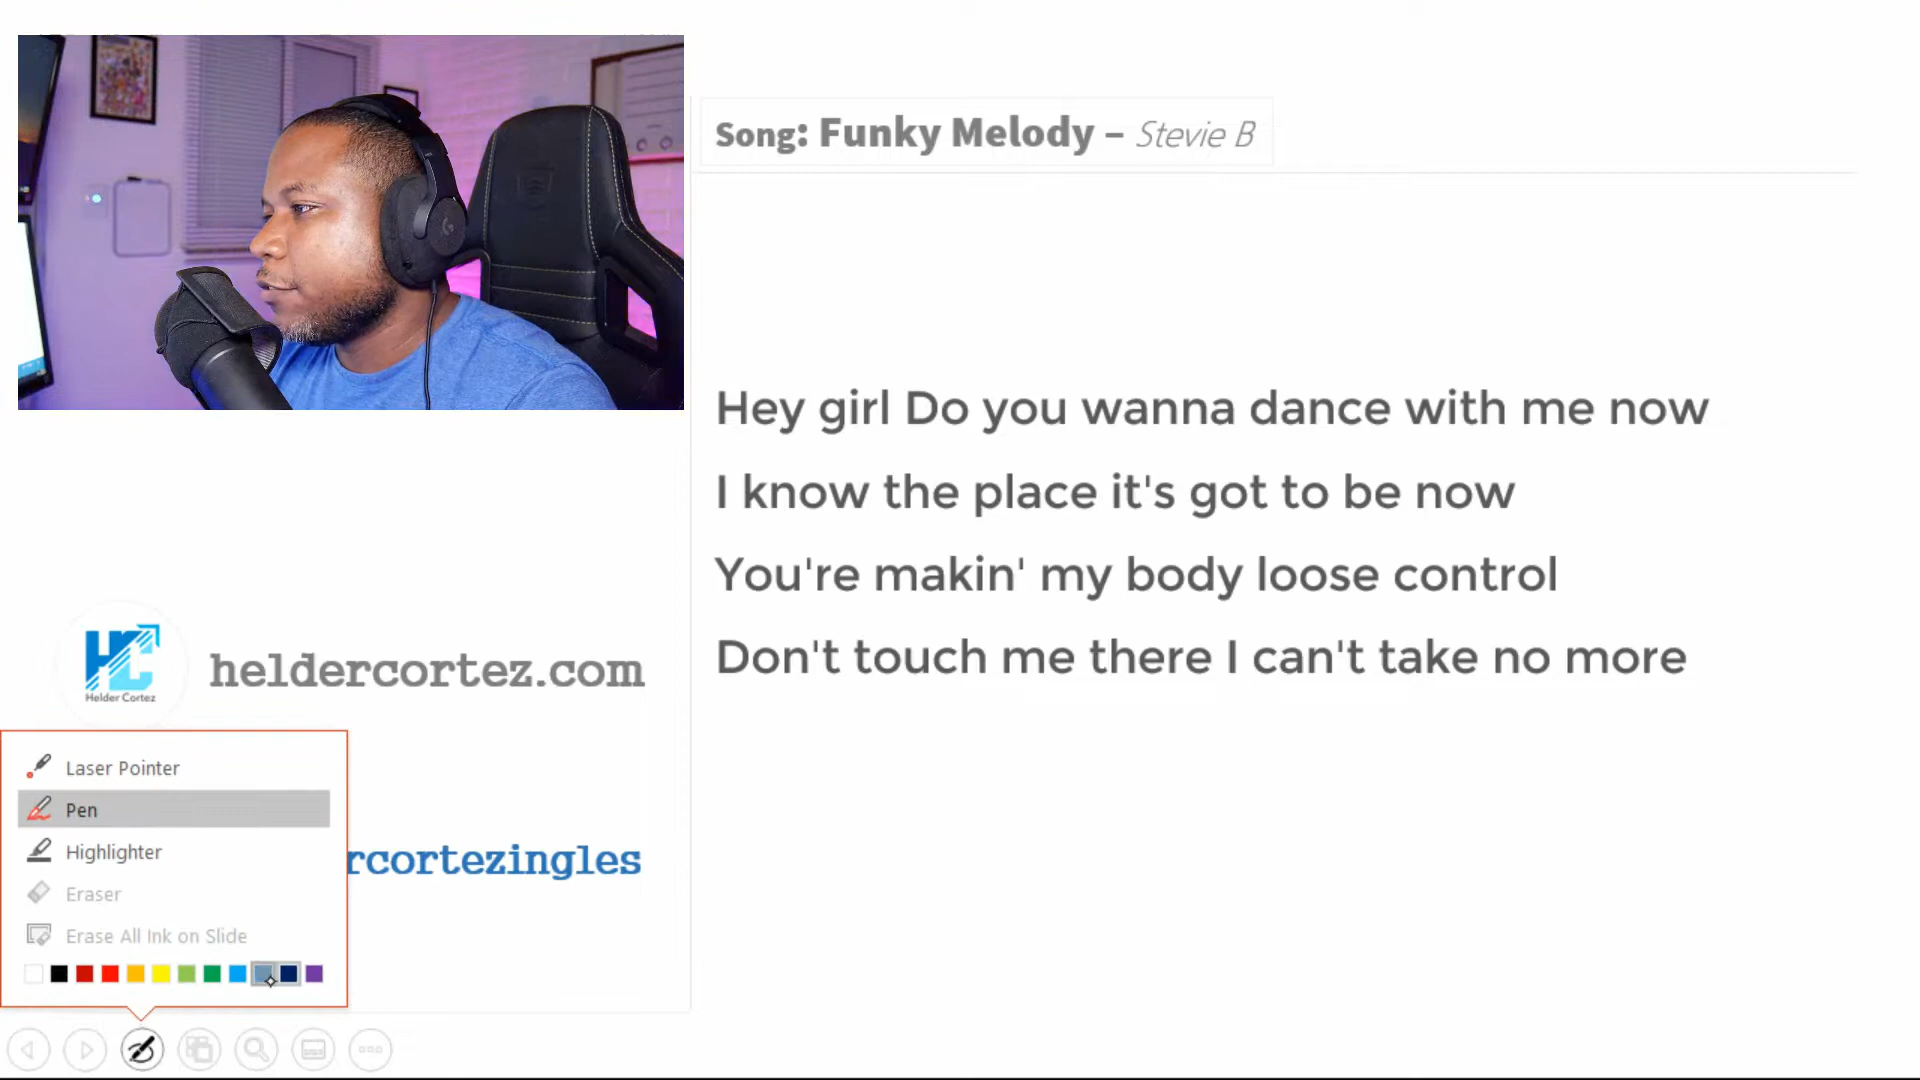 Song: Funky Melody – Stevie B
Hey girl Do you wanna dance with me now
I know the place it's got to be now
You're makin' my body loose control
Don't touch me there I can't take no more
HC
Helder Cortez
heldercortez.com
rcortezingles
Laser Pointer
Pen
Highlighter
Eraser
Erase All Ink on Slide